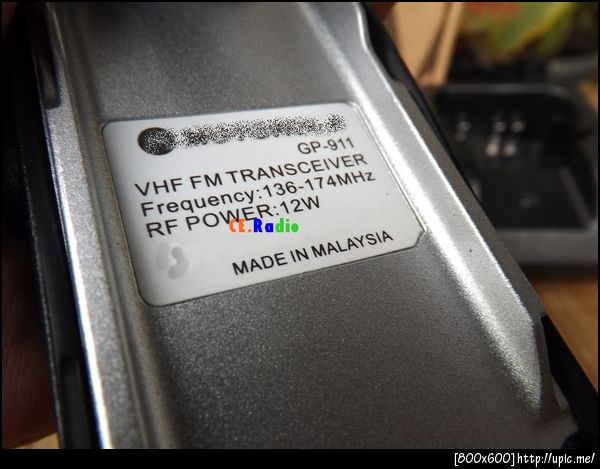 GP-911
VHF FM TRANSCEIVER
Frequency:136-174MHz
RF POWER:12W
CE.Radio
MADE IN MALAYSIA
[800x600]http://upic.me/